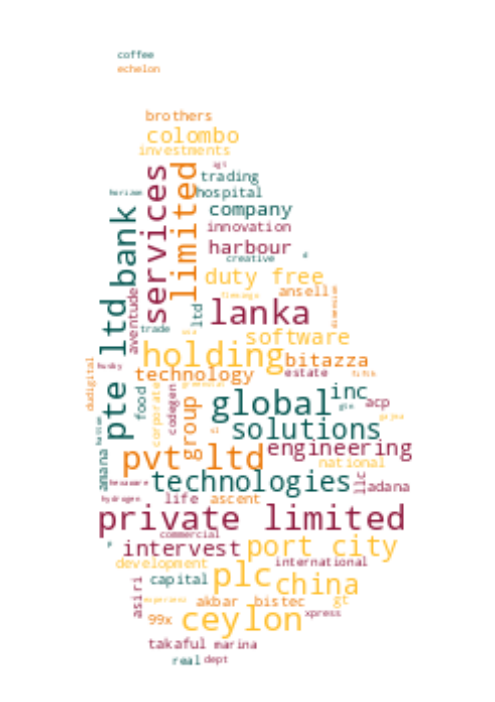 coffee
echelon
brothers
colombo
investments
services
limited
trading
hospital
company
innovation
harbour
creative
duty free
ansell
bank
pte ltd
aventude
trade
ltd
lanka
software
holding
bitazza
technology
estate
husky
dudigital
food
codegen
corporate
group
global
inc
acp
solutions
pvt ltd
engineering
national
amana
hexaware
technologies
llc
adana
hydrogen
life
ascent
private limited
commercial
intervest
port city
development
international
capital
plc
china
asiri
akbar
bistec
gt
99x
ceylon
xpress
takaful
marina
real
dept